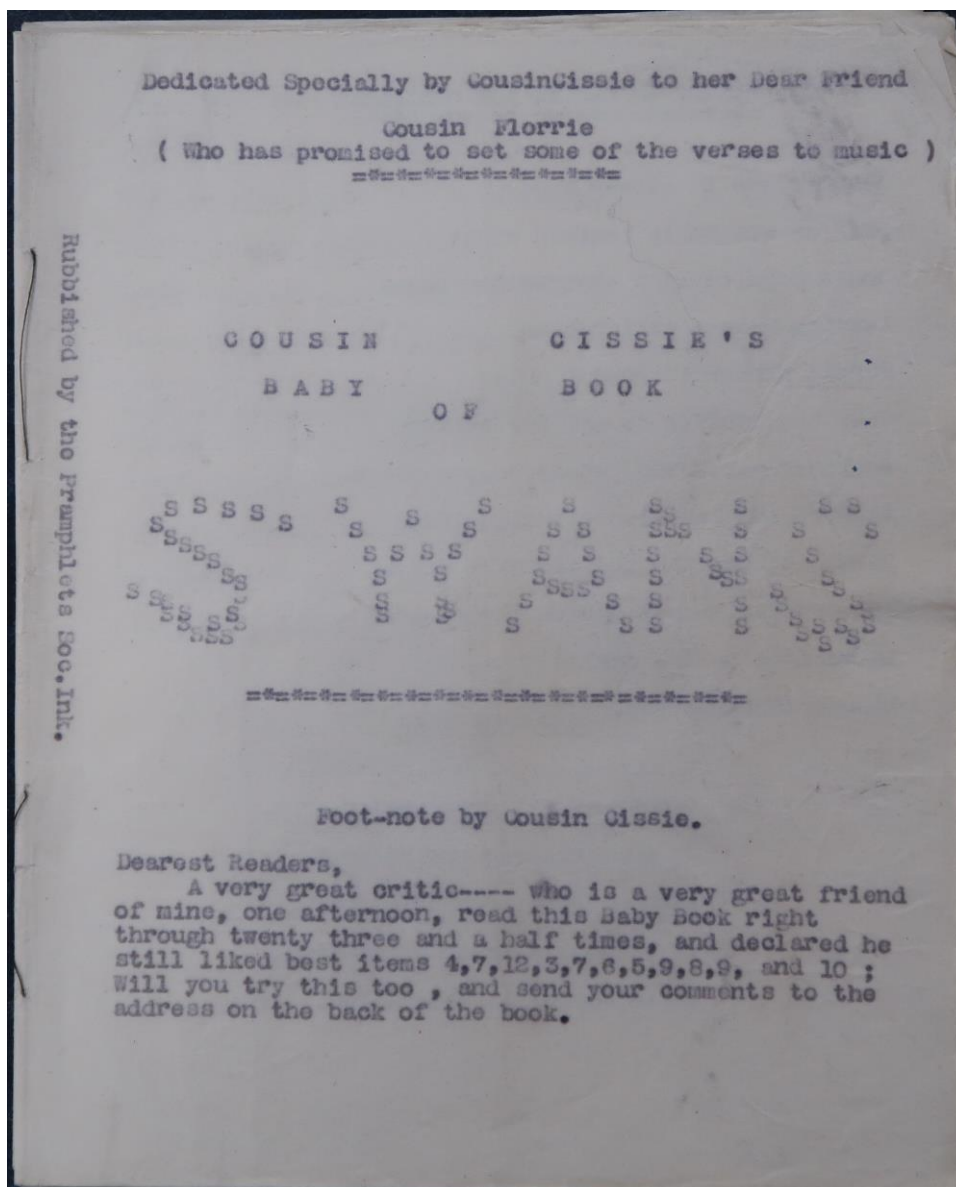 Dedicated Specially by CousinCissie to her Dear Friend
Cousin Florrie
( Who has promised to set some of the verses to music )
COUSIN CISSIE'S
BABY BOOK
OF
SYANS
Rubbished by the Pramphlets Soc.Ink.
Foot-note by Cousin Cissie.
Dearest Readers,
A very great critic---- who is a very great friend
of mine, one afternoon, read this Baby Book right
through twenty three and a half times, and declared he
still liked best items 4,7,12,3,7,6,5,9,8,9, and 10 ;
Will you try this too , and send your comments to the
address on the back of the book.